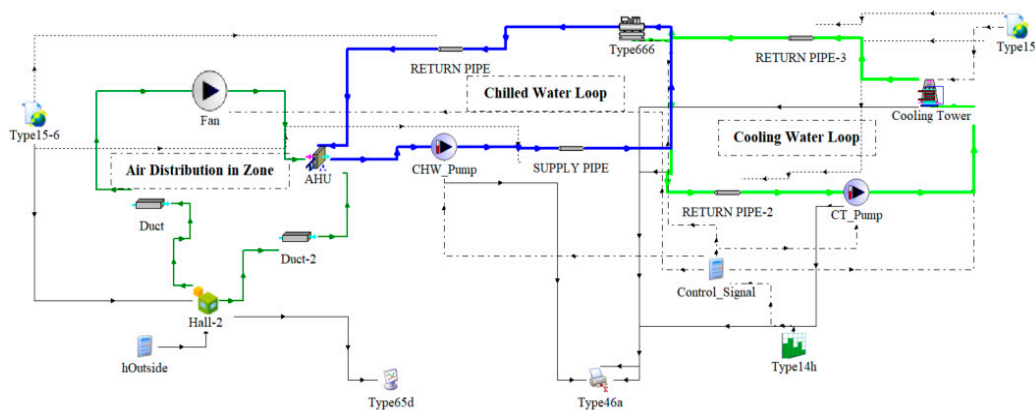 Type666
Type15
RETURN PIPE
RETURN PIPE-3
Chilled Water Loop
Cooling Tower
Type15-6
Fan
Cooling Water Loop
Air Distribution in Zone
AHU
CHW_Pump
SUPPLY PIPE
RETURN PIPE-2
CT_Pump
Duct
Duct-2
Control_Signal
Hall-2
hOutside
Type14h
Type65d
Type46a